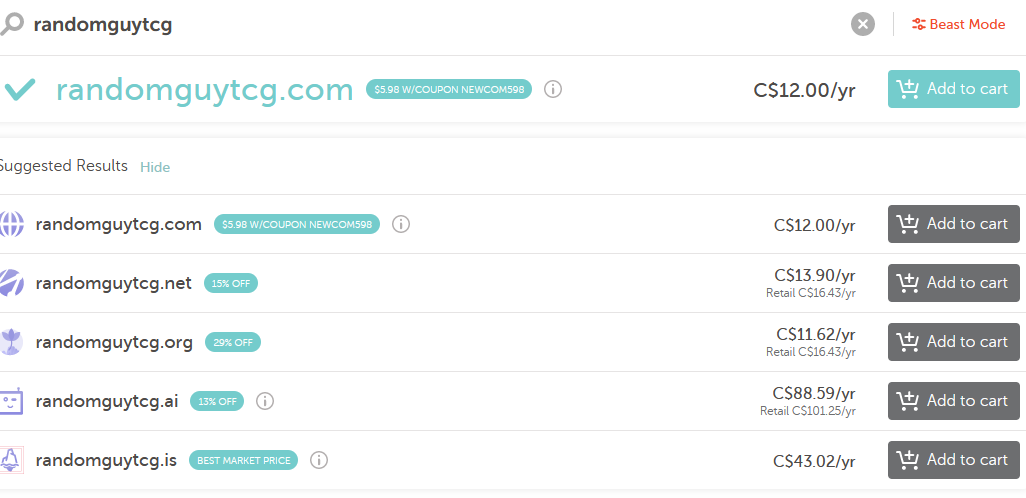 randomguytcg Beast Mode
randomguytcg.com $5.98 W/COUPON NEWCOM598 C$12.00/yr Add to cart
Suggested Results Hide
randomguytcg.com $5.98 W/COUPON NEWCOM598 C$12.00/yr Add to cart
randomguytcg.net 15% OFF C$13.90/yr Add to cart
Retail C$16.43/yr
randomguytcg.org 29% OFF C$11.62/yr Add to cart
Retail C$16.43/yr
randomguytcg.ai 13% OFF C$88.59/yr Add to cart
Retail C$101.25/yr
randomguytcg.is BEST MARKET PRICE C$43.02/yr Add to cart